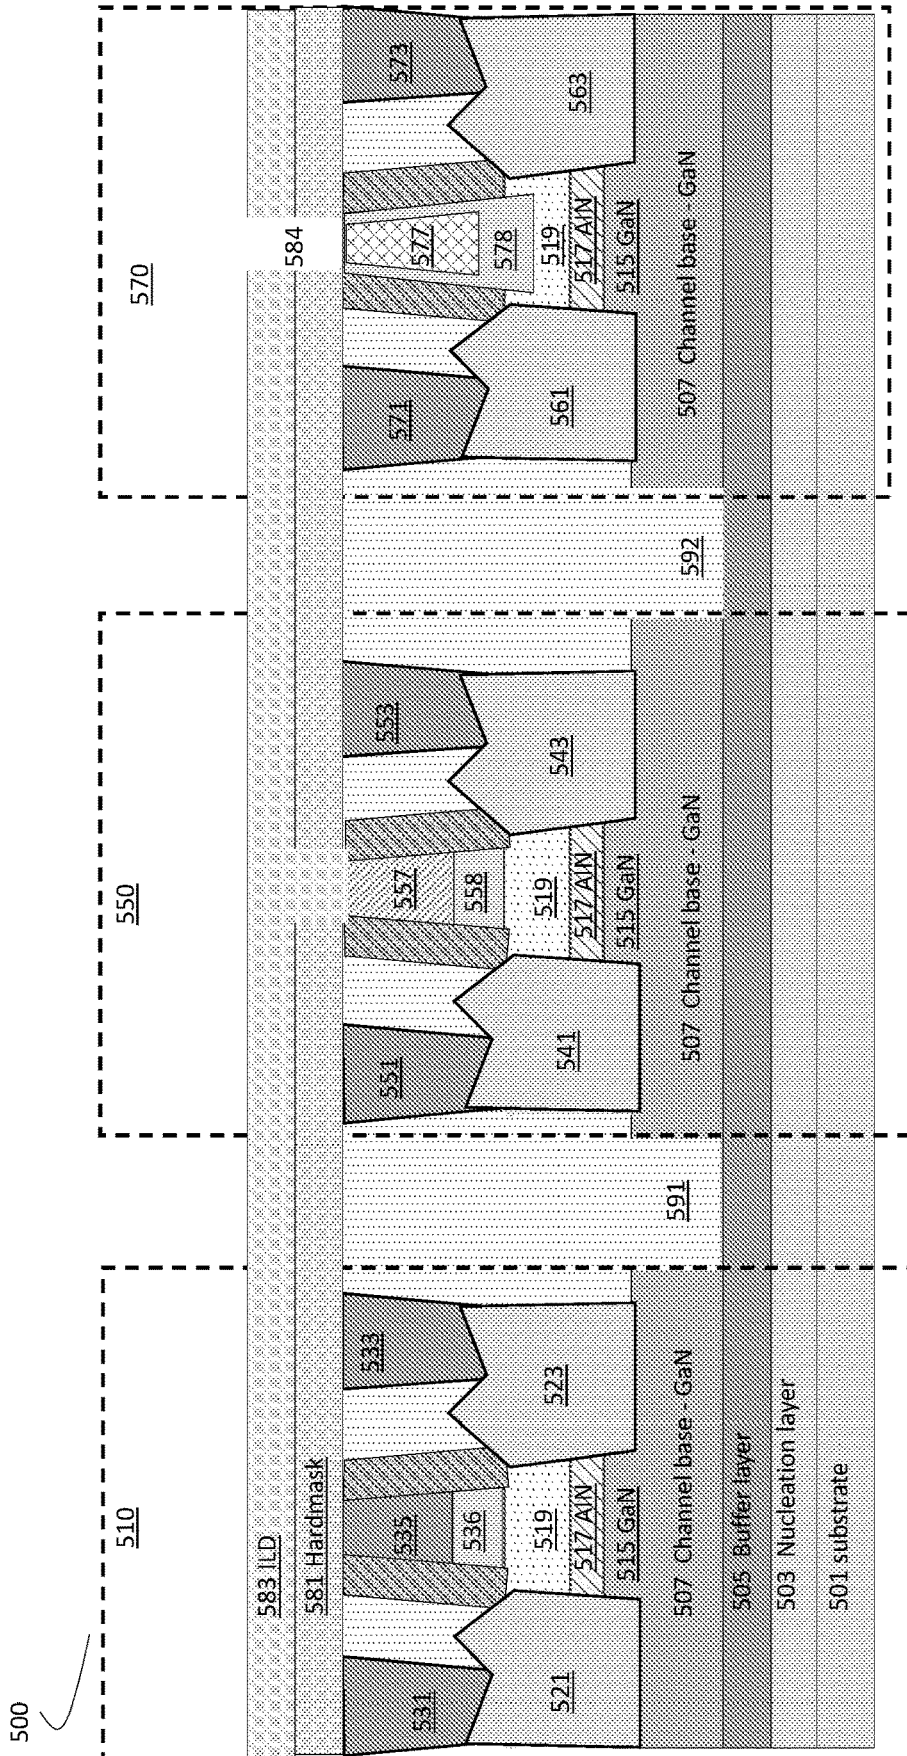 500
510
550
570
583 ILD
584
581 Hardmask
531
535
533
551
557
553
571
577
573
536
558
578
521
519
523
541
519
543
561
519
563
517 AlN
517 AlN
517 AlN
515 GaN
515 GaN
515 GaN
507 Channel base - GaN
591
507 Channel base - GaN
592
507 Channel base - GaN
505 Buffer layer
503 Nucleation layer
501 substrate